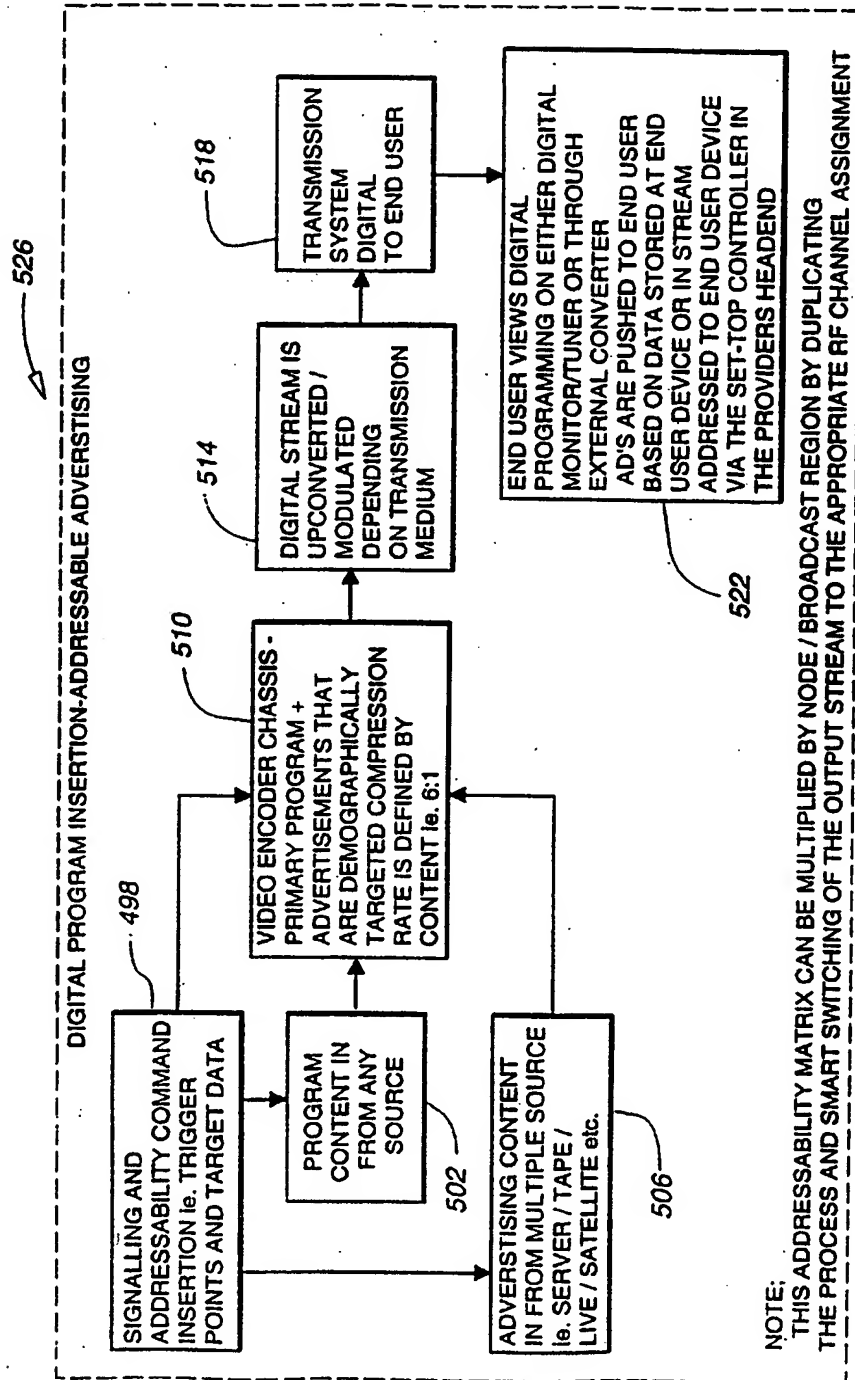 DIGITAL PROGRAM INSERTION-ADDRESSABLE ADVERSTISING
526
498
SIGNALLING AND
ADDRESSABILITY COMMAND
INSERTION ie. TRIGGER
POINTS AND TARGET DATA
PROGRAM
CONTENT IN
FROM ANY
SOURCE
502
ADVERSTISING CONTENT
IN FROM MULTIPLE SOURCE
ie. SERVER / TAPE /
LIVE / SATELLITE etc.
506
510
VIDEO ENCODER CHASSIS -
PRIMARY PROGRAM +
ADVERTISEMENTS THAT
ARE DEMOGRAPHICALLY
TARGETED COMPRESSION
RATE IS DEFINED BY
CONTENT ie. 6:1
514
DIGITAL STREAM IS
UPCONVERTED /
MODULATED
DEPENDING
ON TRANSMISSION
MEDIUM
518
TRANSMISSION
SYSTEM
DIGITAL
TO END USER
END USER VIEWS DIGITAL
PROGRAMMING ON EITHER DIGITAL
MONITOR/TUNER OR THROUGH
EXTERNAL CONVERTER
AD'S ARE PUSHED TO END USER
BASED ON DATA STORED AT END
USER DEVICE OR IN STREAM
ADDRESSED TO END USER DEVICE
VIA THE SET-TOP CONTROLLER IN
THE PROVIDERS HEADEND
522
NOTE;
THIS ADDRESSABILITY MATRIX CAN BE MULTIPLIED BY NODE / BROADCAST REGION BY DUPLICATING
THE PROCESS AND SMART SWITCHING OF THE OUTPUT STREAM TO THE APPROPRIATE RF CHANNEL ASSIGNMENT